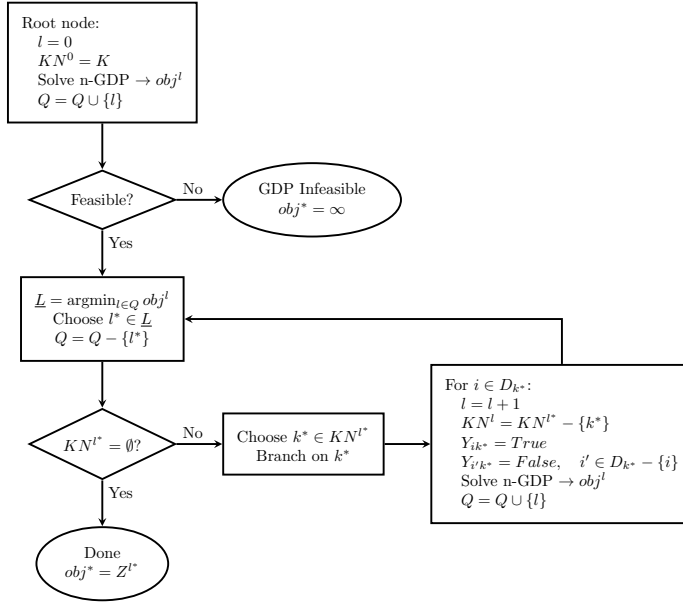 Root node:
l = 0
KN^0 = K
Solve n-GDP → obj^l
Q = Q ∪ {l}
Feasible?
No
GDP Infeasible
obj^* = ∞
Yes
L = argmin_{l∈Q} obj^l
Choose l^* ∈ L
Q = Q − {l^*}
KN^{l^*} = ∅?
No
Choose k^* ∈ KN^{l^*}
Branch on k^*
For i ∈ D_{k^*}:
l = l + 1
KN^l = KN^{l^*} − {k^*}
Y_{ik^*} = True
Y_{i'k^*} = False, i' ∈ D_{k^*} − {i}
Solve n-GDP → obj^l
Q = Q ∪ {l}
Yes
Done
obj^* = Z^{l^*}